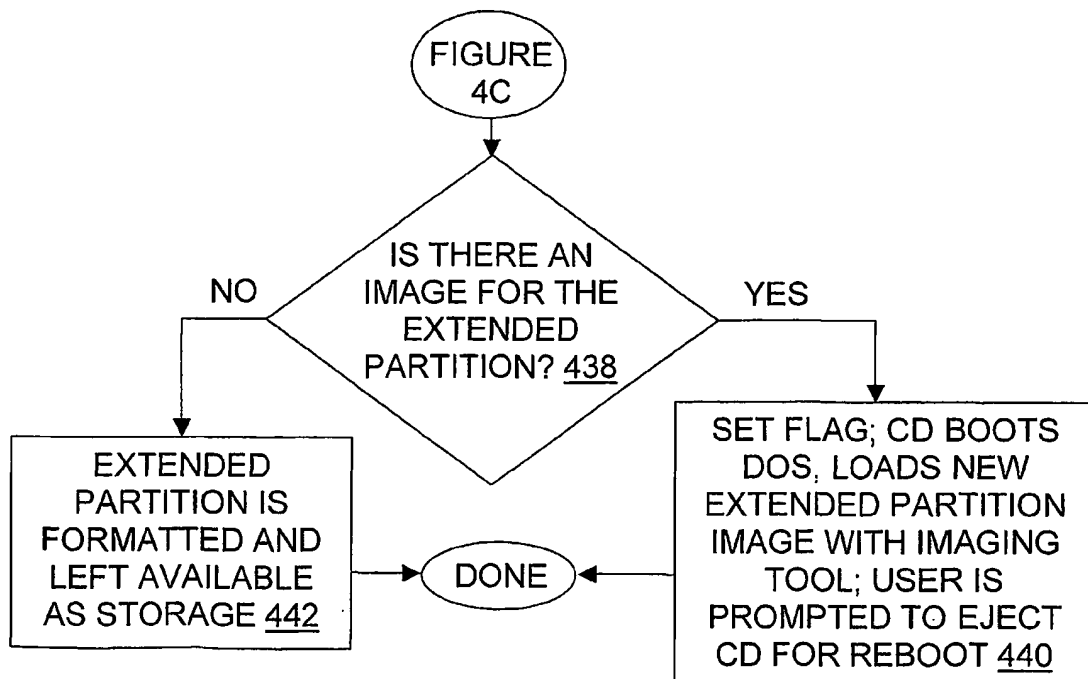 FIGURE
4C
IS THERE AN
IMAGE FOR THE
EXTENDED
PARTITION? 438
NO
YES
EXTENDED
PARTITION IS
FORMATTED AND
LEFT AVAILABLE
AS STORAGE 442
DONE
SET FLAG; CD BOOTS
DOS, LOADS NEW
EXTENDED PARTITION
IMAGE WITH IMAGING
TOOL; USER IS
PROMPTED TO EJECT
CD FOR REBOOT 440